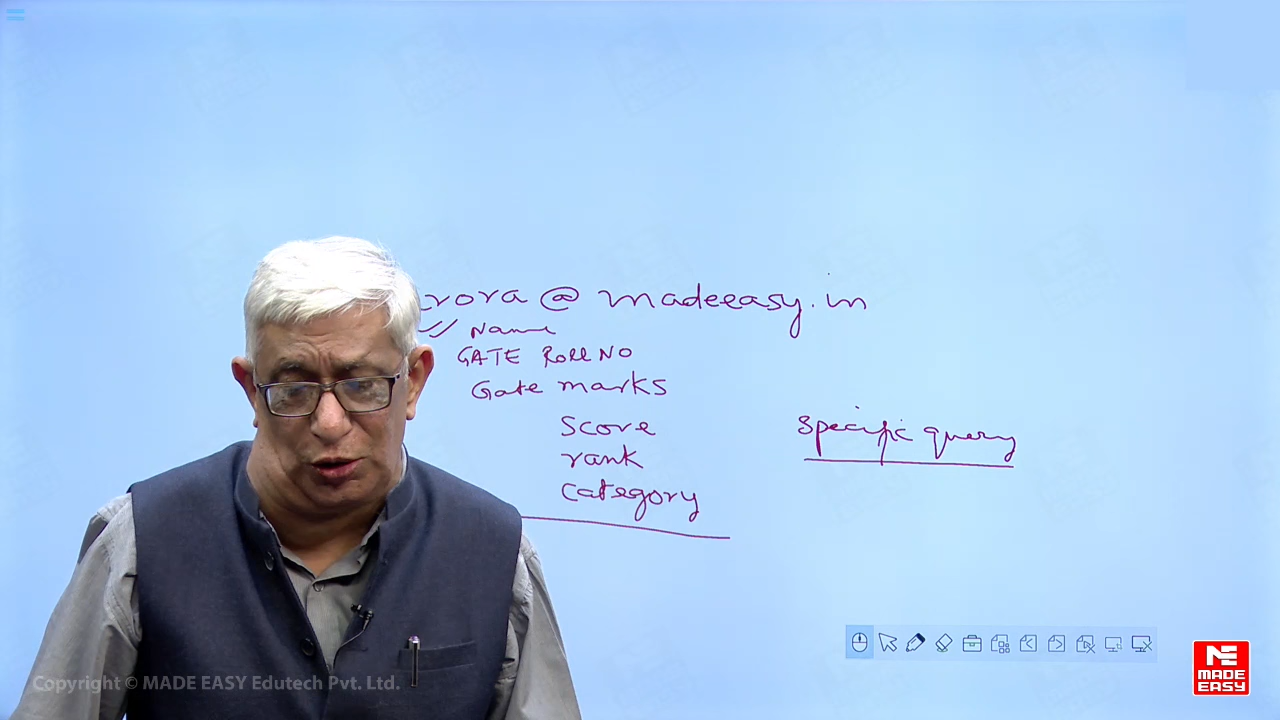 rora @ madeeasy.in
Name
GATE Roll NO
Gate marks
Score
rank
Category
Specific query
Copyright © MADE EASY Edutech Pvt. Ltd.
MADE
EASY